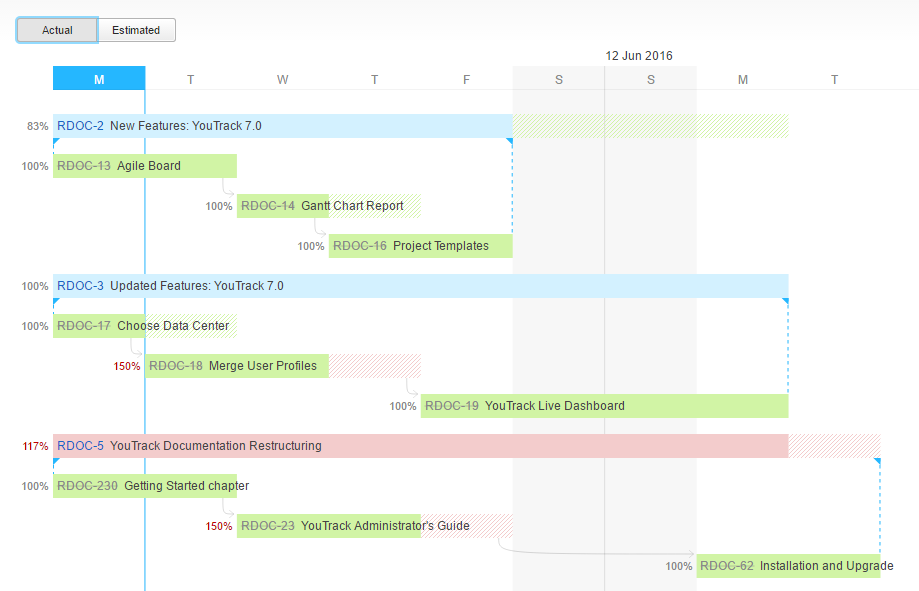 Actual Estimated
12 Jun 2016
M T W T F S S M T
83% RDOC-2 New Features: YouTrack 7.0
100% RDOC-13 Agile Board
100% RDOC-14 Gantt Chart Report
100% RDOC-16 Project Templates
100% RDOC-3 Updated Features: YouTrack 7.0
100% RDOC-17 Choose Data Center
150% RDOC-18 Merge User Profiles
100% RDOC-19 YouTrack Live Dashboard
117% RDOC-5 YouTrack Documentation Restructuring
100% RDOC-230 Getting Started chapter
150% RDOC-23 YouTrack Administrator's Guide
100% RDOC-62 Installation and Upgrade